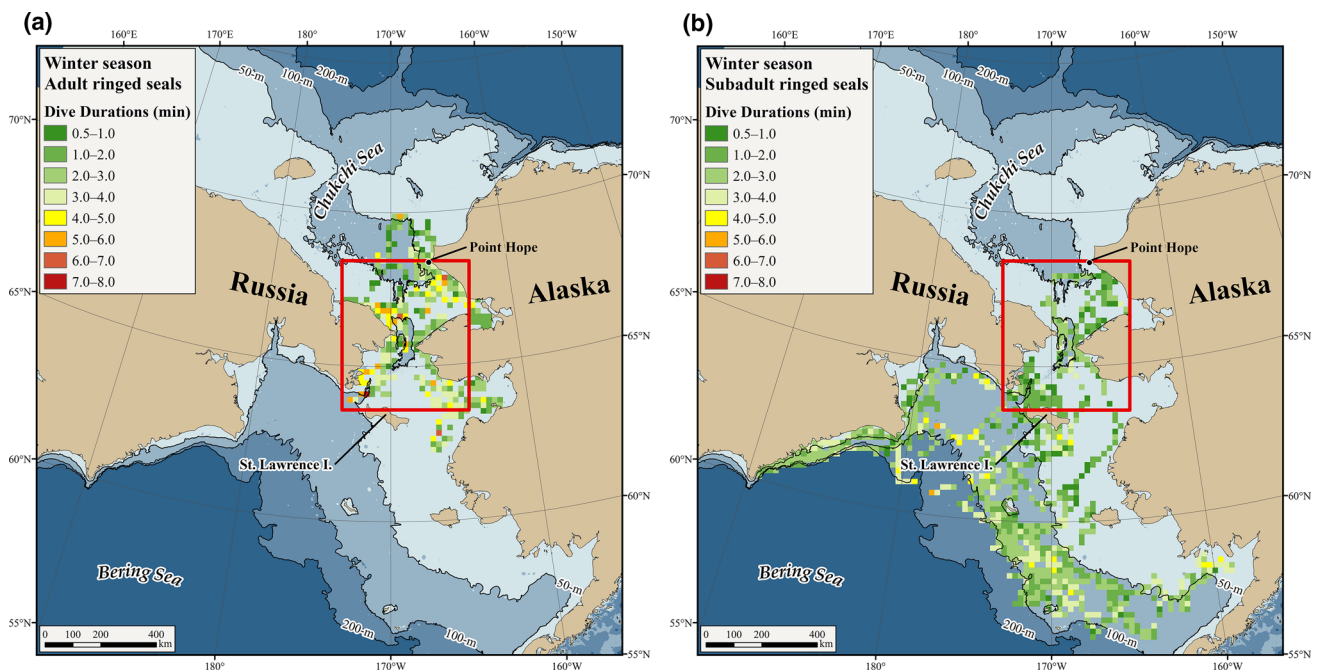 (a)
160°E 170°E 180° 170°W 160°W 150°W
Winter season
Adult ringed seals
Dive Durations (min)
0.5–1.0
1.0–2.0
2.0–3.0
3.0–4.0
4.0–5.0
5.0–6.0
6.0–7.0
7.0–8.0
50-m
100-m
200-m
70°N
70°N
Chukchi Sea
Point Hope
Russia
Alaska
65°N
65°N
St. Lawrence I.
60°N
60°N
Bering Sea
50-m
200-m
100-m
55°N
55°N
0 100 200 400
km
180° 170°W 160°W
(b)
160°E 170°E 180° 170°W 160°W 150°W
Winter season
Subadult ringed seals
Dive Durations (min)
0.5–1.0
1.0–2.0
2.0–3.0
3.0–4.0
4.0–5.0
5.0–6.0
6.0–7.0
7.0–8.0
50-m
100-m
200-m
70°N
70°N
Chukchi Sea
Point Hope
Russia
Alaska
65°N
65°N
St. Lawrence I.
60°N
60°N
Bering Sea
50-m
200-m
100-m
55°N
55°N
0 100 200 400
km
180° 170°W 160°W